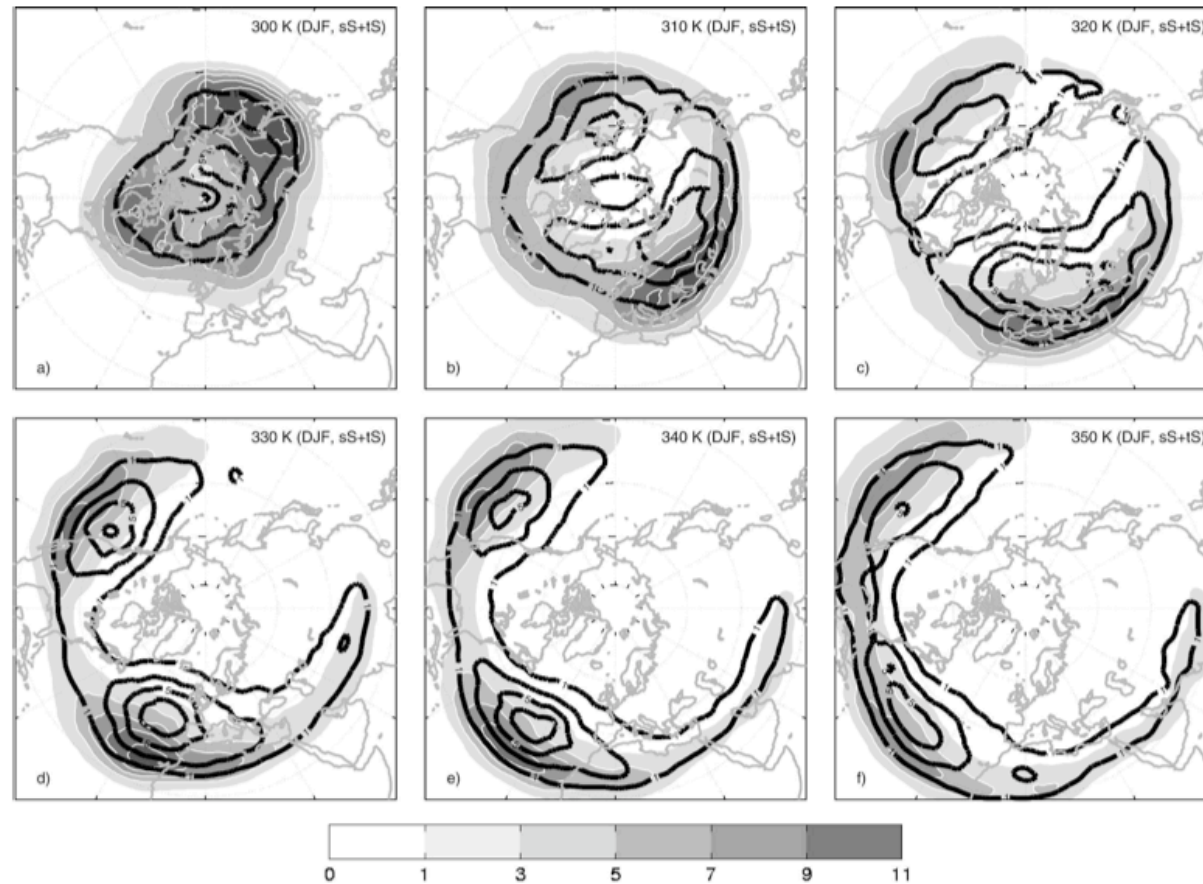 300 K (DJF, sS+tS)
310 K (DJF, sS+tS)
320 K (DJF, sS+tS)
a)
b)
c)
330 K (DJF, sS+tS)
340 K (DJF, sS+tS)
350 K (DJF, sS+tS)
d)
e)
f)
0 1 3 5 7 9 11